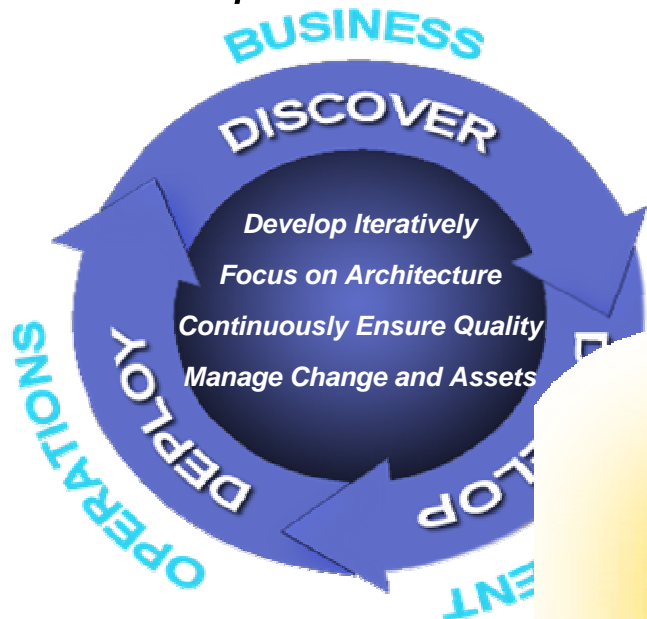 BUSINESS
DISCOVER
Develop Iteratively
Focus on Architecture
Continuously Ensure Quality
Manage Change and Assets
DEPLOY
OPERATIONS